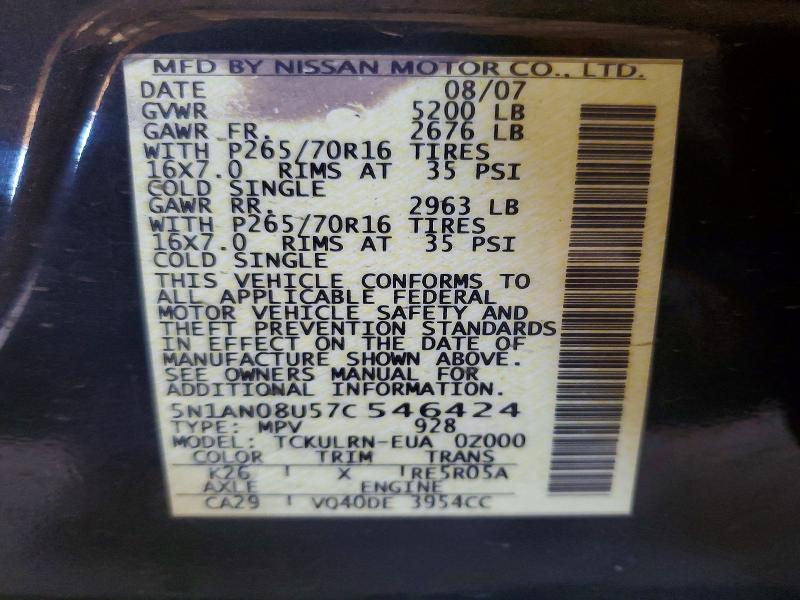 MFD BY NISSAN MOTOR CO., LTD.
DATE 08/07
GVWR 5200 LB
GAWR FR. 2676 LB
WITH P265/70R16 TIRES
16X7.0 RIMS AT 35 PSI
COLD SINGLE
GAWR RR. 2963 LB
WITH P265/70R16 TIRES
16X7.0 RIMS AT 35 PSI
COLD SINGLE
THIS VEHICLE CONFORMS TO
ALL APPLICABLE FEDERAL
MOTOR VEHICLE SAFETY AND
THEFT PREVENTION STANDARDS
IN EFFECT ON THE DATE OF
MANUFACTURE SHOWN ABOVE.
SEE OWNERS MANUAL FOR
ADDITIONAL INFORMATION.
5N1AN08U57C546424
TYPE: MPV 928
MODEL: TCKULRN-EUA 0Z000
COLOR TRIM TRANS
K26 X RE5R05A
AXLE ENGINE
CA29 VQ40DE 3954CC